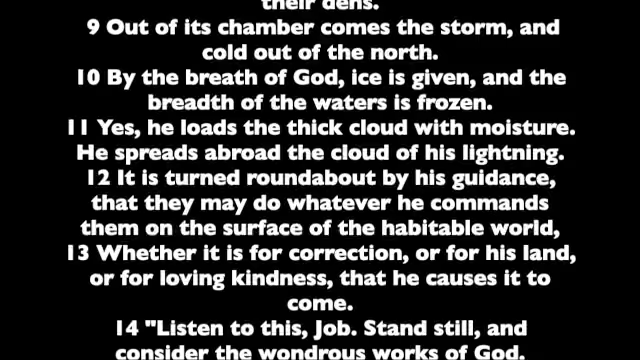 their dens.
9 Out of its chamber comes the storm, and
cold out of the north.
10 By the breath of God, ice is given, and the
breadth of the waters is frozen.
11 Yes, he loads the thick cloud with moisture.
He spreads abroad the cloud of his lightning.
12 It is turned roundabout by his guidance,
that they may do whatever he commands
them on the surface of the habitable world,
13 Whether it is for correction, or for his land,
or for loving kindness, that he causes it to
come.
14 "Listen to this, Job. Stand still, and
consider the wondrous works of God.